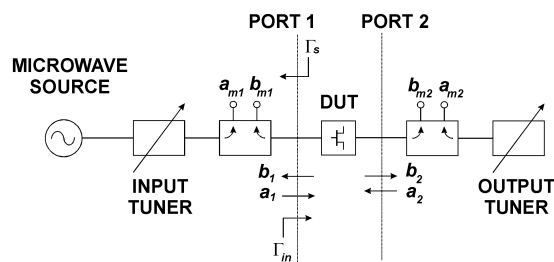 PORT 1
PORT 2
Γs
MICROWAVE
SOURCE
am1
bm1
DUT
bm2
am2
INPUT
TUNER
b1
a1
b2
a2
OUTPUT
TUNER
Γin